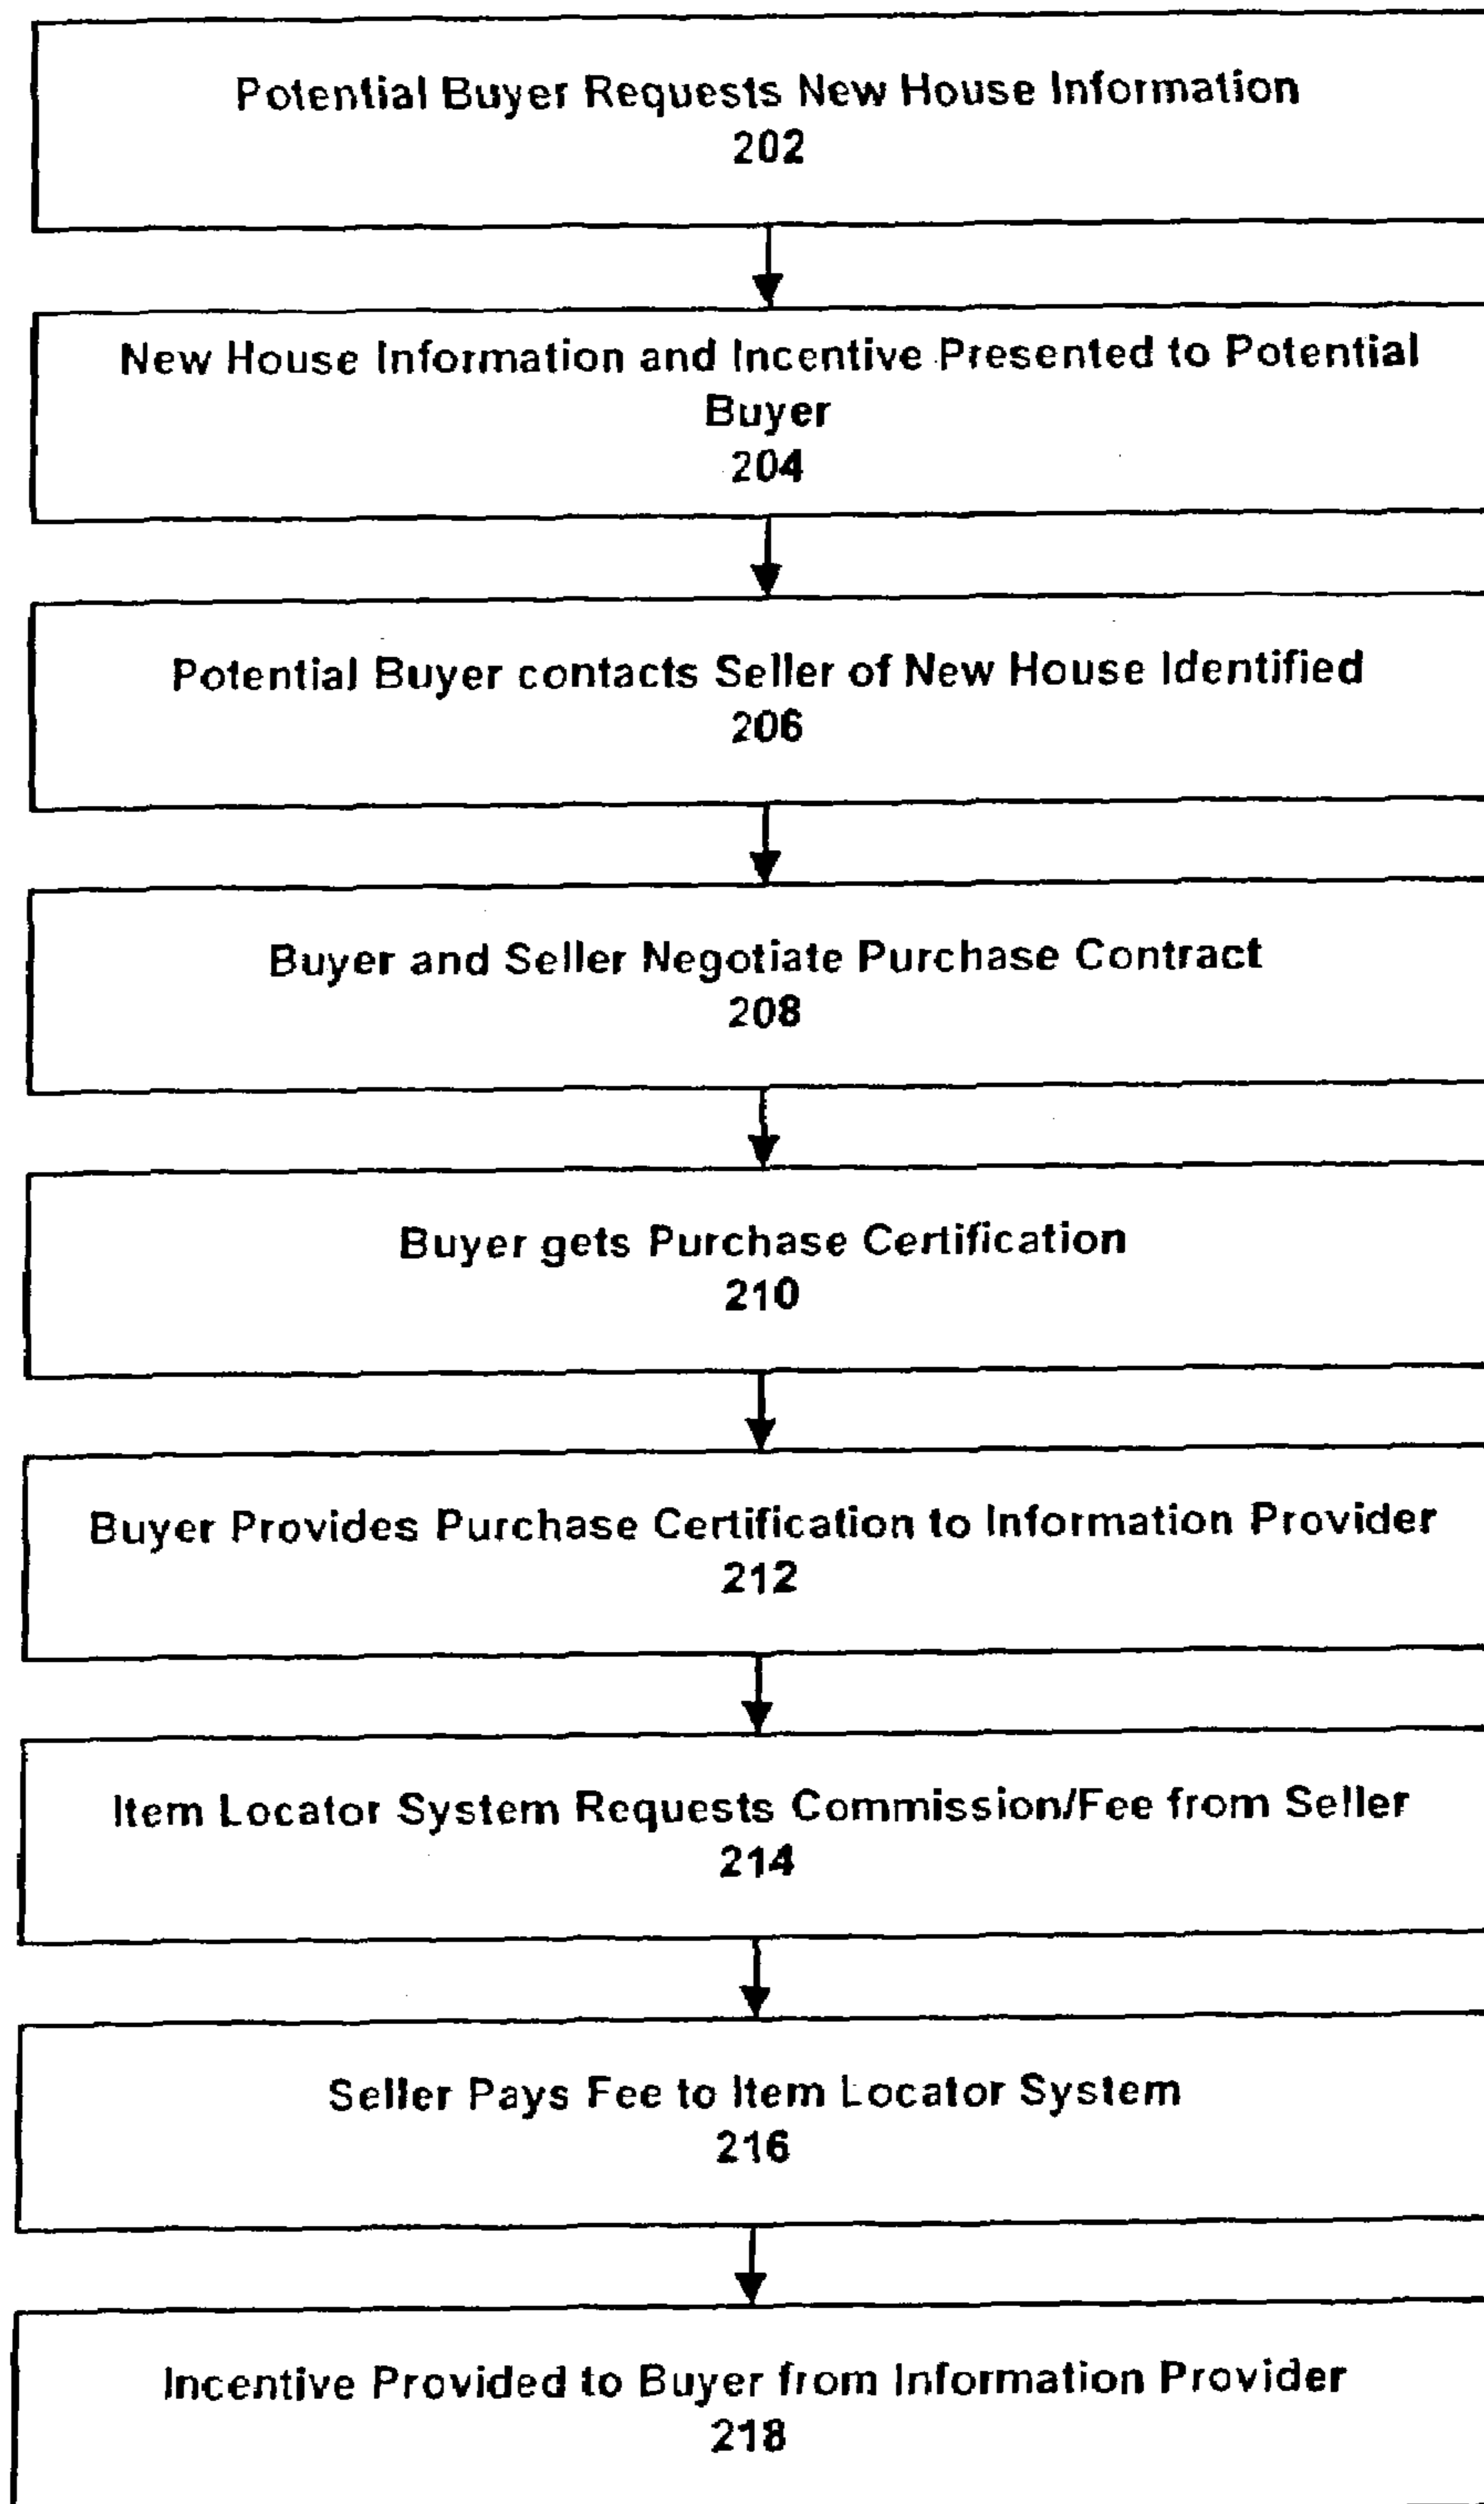 Potential Buyer Requests New House Information
202
New House Information and Incentive Presented to Potential
Buyer
204
Potential Buyer contacts Seller of New House Identified
206
Buyer and Seller Negotiate Purchase Contract
208
Buyer gets Purchase Certification
210
Buyer Provides Purchase Certification to Information Provider
212
Item Locator System Requests Commission/Fee from Seller
214
Seller Pays Fee to Item Locator System
216
Incentive Provided to Buyer from Information Provider
218